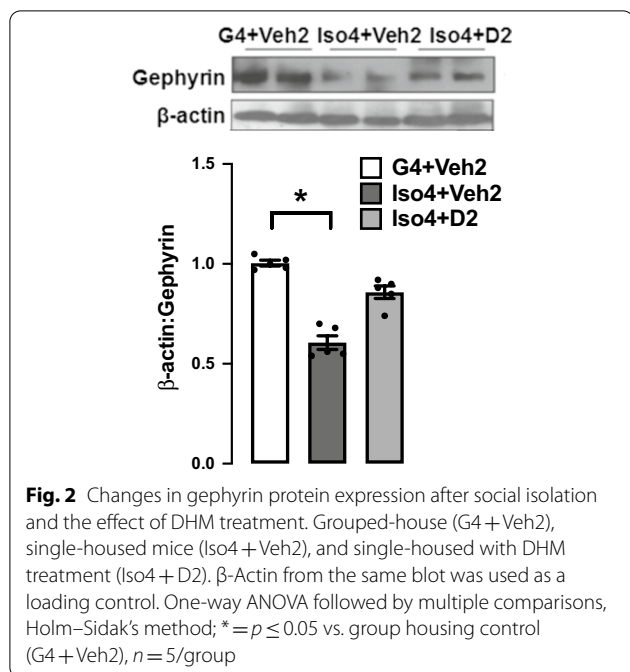 G4+Veh2 Iso4+Veh2 Iso4+D2
Gephyrin
β-actin
β-actin:Gephyrin
1.5
1.0
0.5
0.0
*
G4+Veh2
Iso4+Veh2
Iso4+D2
Fig. 2 Changes in gephyrin protein expression after social isolation
and the effect of DHM treatment. Grouped-house (G4 + Veh2),
single-housed mice (Iso4 + Veh2), and single-housed with DHM
treatment (Iso4 + D2). β-Actin from the same blot was used as a
loading control. One-way ANOVA followed by multiple comparisons,
Holm–Sidak's method; * = p ≤ 0.05 vs. group housing control
(G4 + Veh2), n = 5/group